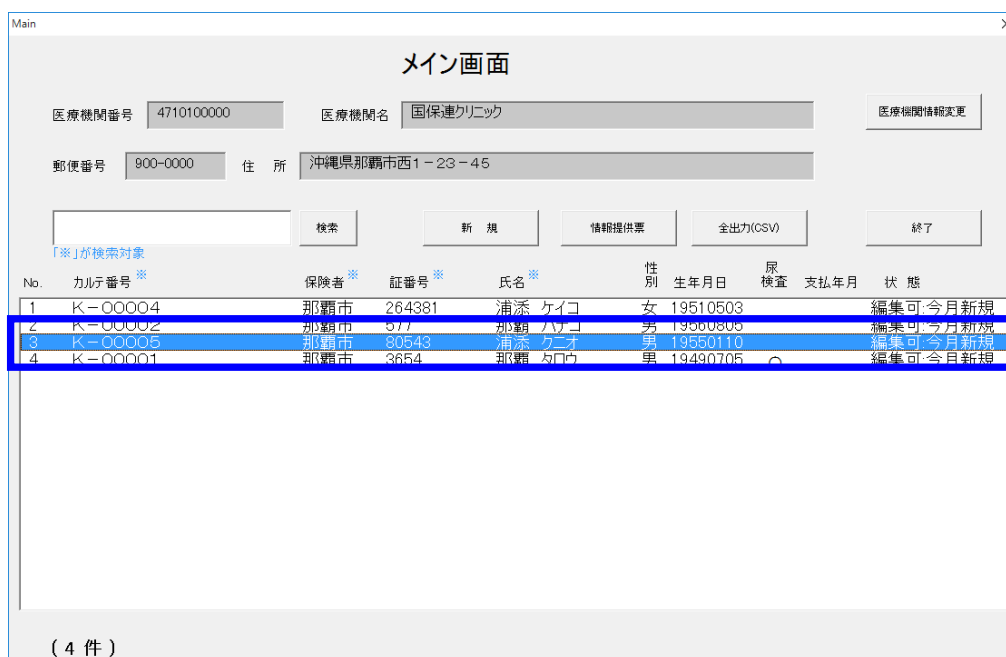 Main
メイン画面
医療機関番号 4710100000 医療機関名 国保連クリニック 医療機関情報変更
郵便番号 900-0000 住 所 沖縄県那覇市西1-23-45
検索 新 規 情報提供票 全出力(CSV) 終了
「※」が検索対象
No. カルテ番号※ 保険者※ 証番号※ 氏名※ 性別 生年月日 尿検査 支払年月 状 態
1 K-00004 那覇市 264381 浦添 ケイコ 女 19510503 編集可:今月新規
2 K-00002 那覇市 577 那覇 ハナコ 男 19560805 編集可:今月新規
3 K-00005 那覇市 80543 浦添 クニオ 男 19550110 編集可:今月新規
4 K-00001 那覇市 3654 那覇 タロウ 男 19490705 ○ 編集可:今月新規
(4 件)